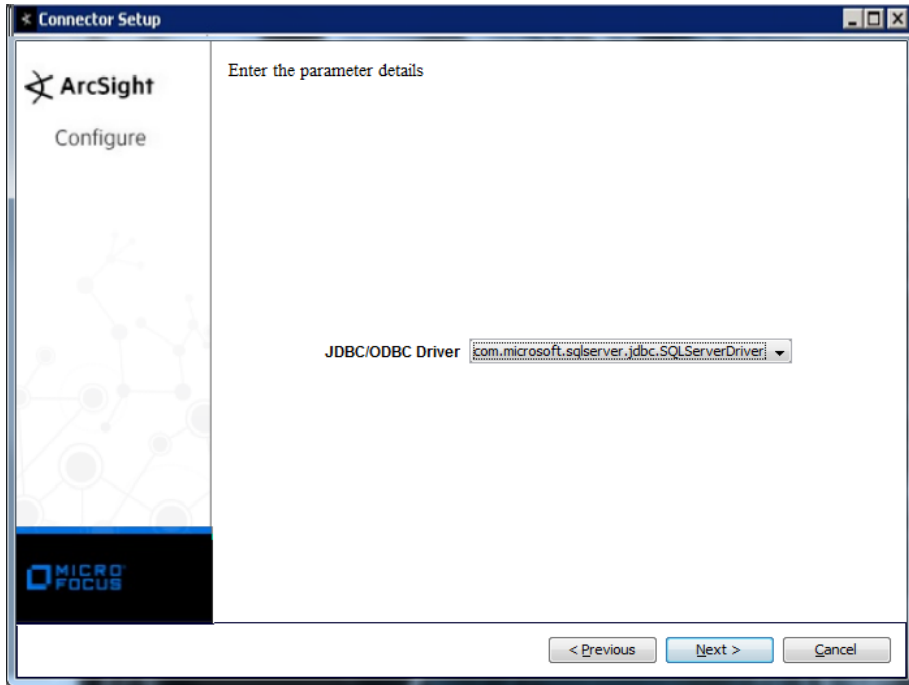 Connector Setup
ArcSight
Configure
Enter the parameter details
JDBC/ODBC Driver com.microsoft.sqlserver.jdbc.SQLServerDriver
MICRO
FOCUS
< Previous Next > Cancel